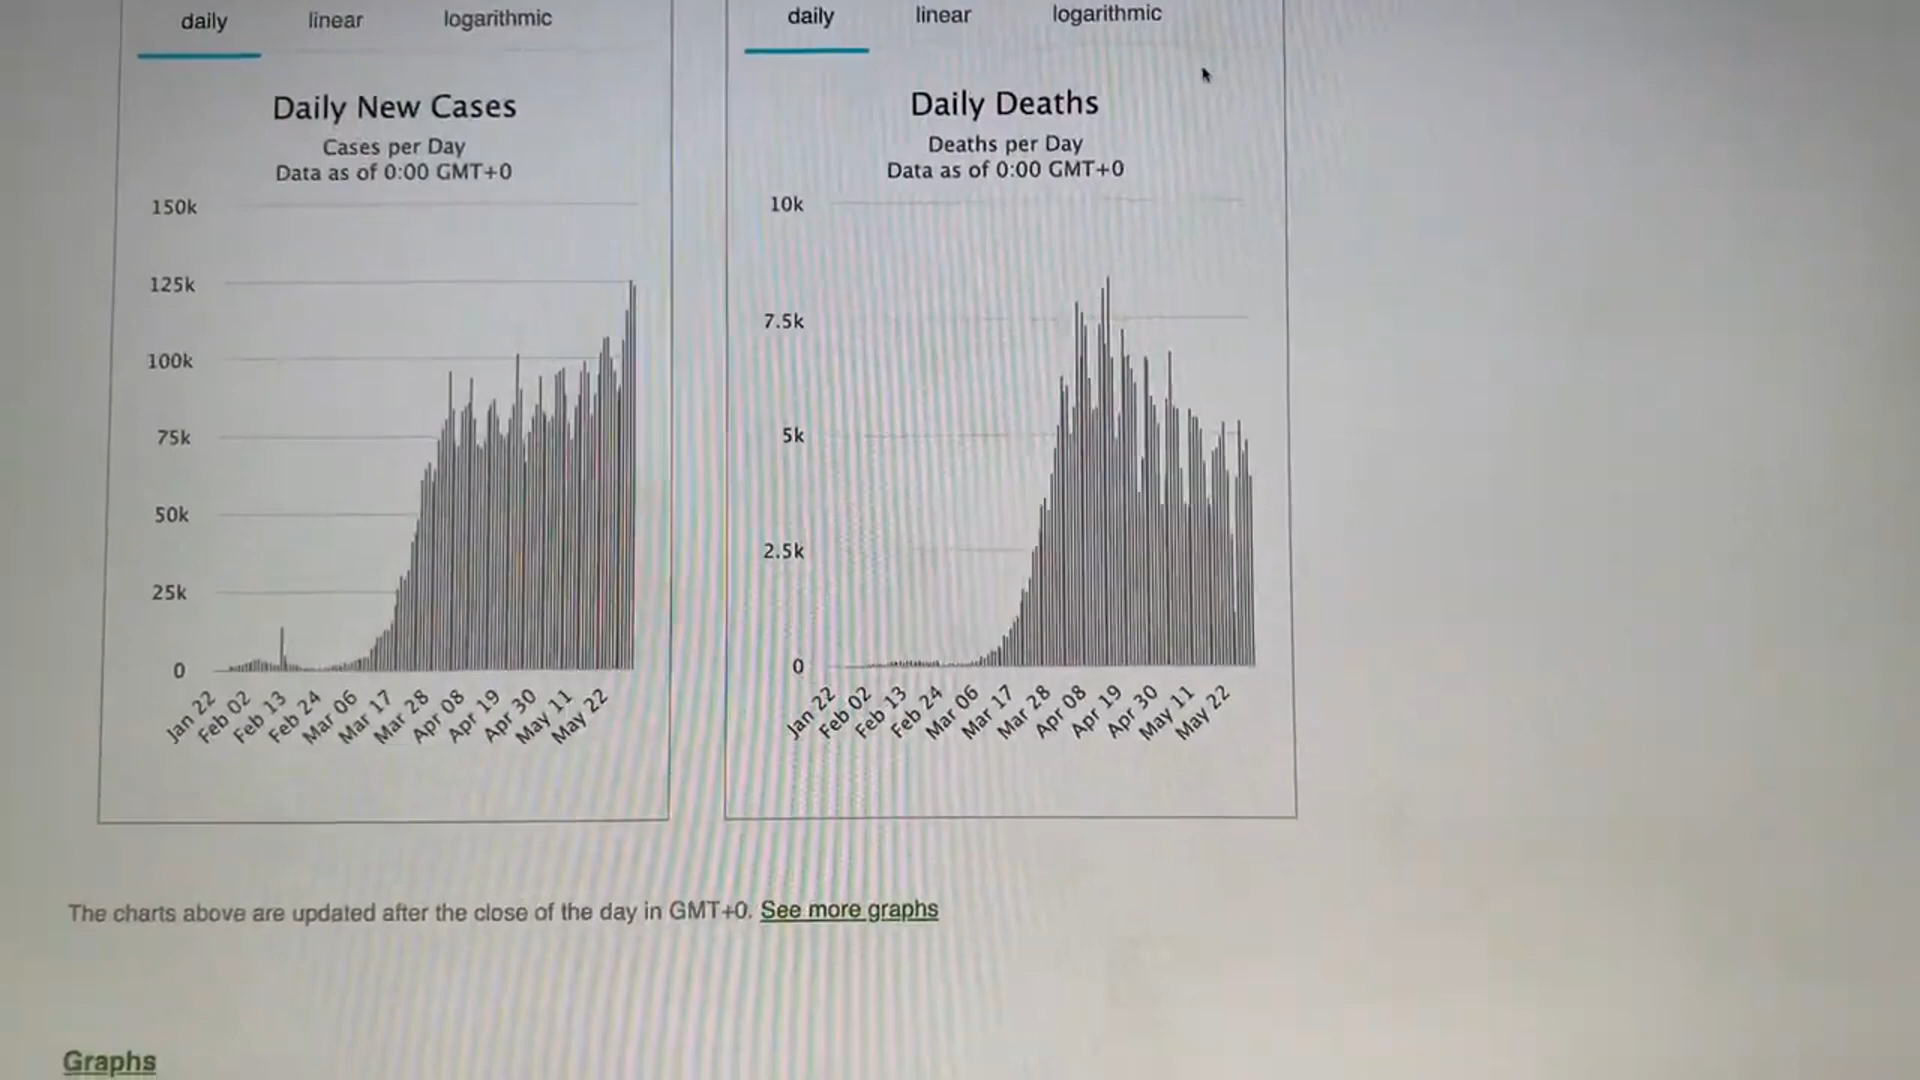 daily linear logarithmic
Daily New Cases
Cases per Day
Data as of 0:00 GMT+0
150k
125k
100k
75k
50k
25k
0
Jan 22
Feb 02
Feb 13
Feb 24
Mar 06
Mar 17
Mar 28
Apr 08
Apr 19
Apr 30
May 11
May 22
daily linear logarithmic
Daily Deaths
Deaths per Day
Data as of 0:00 GMT+0
10k
7.5k
5k
2.5k
0
Jan 22
Feb 02
Feb 13
Feb 24
Mar 06
Mar 17
Mar 28
Apr 08
Apr 19
Apr 30
May 11
May 22
The charts above are updated after the close of the day in GMT+0. See more graphs
Graphs